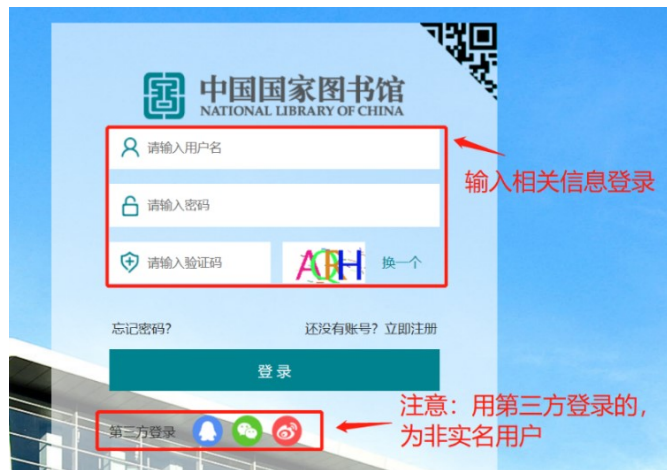 中国国家图书馆
NATIONAL LIBRARY OF CHINA
请输入用户名
输入相关信息登录
请输入密码
请输入验证码
换一个
忘记密码?
还没有账号? 立即注册
登录
注意：用第三方登录的，
为非实名用户
第三方登录